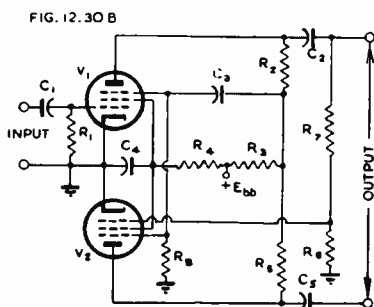 FIG. 12.30 B
V₁
R₂
C₂
C₁
C₃
R₇
INPUT
R₁
C₄
R₄
R₃
+E_bb
OUTPUT
V₂
R₈
R₅
R₆
C₅